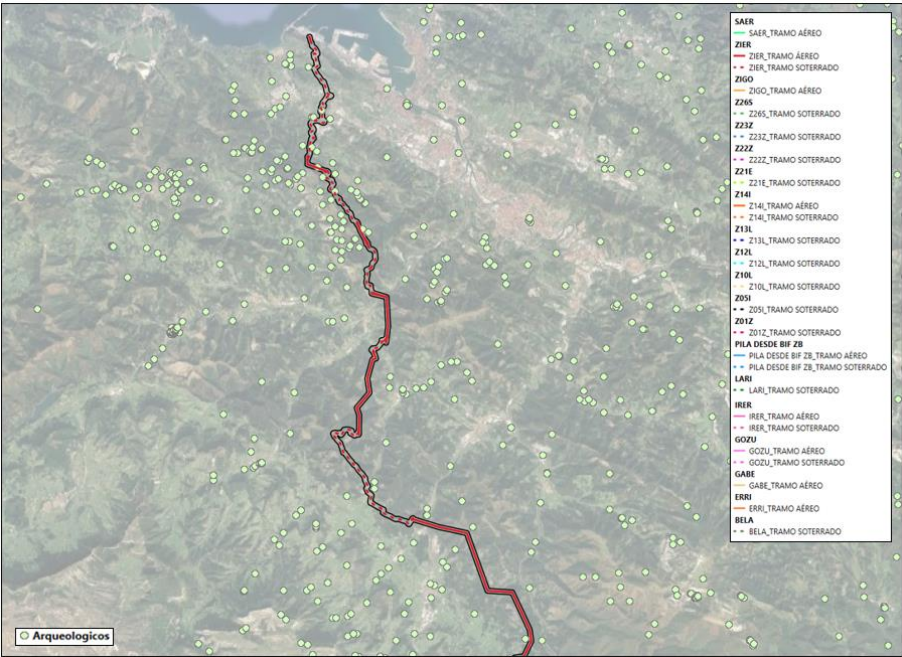 SAER
SAER_TRAMO AÉREO
ZIER
ZIER_TRAMO ÁEREO
ZIER_TRAMO SOTERRADO
ZIGO
ZIGO_TRAMO AÉREO
Z26S
Z26S_TRAMO SOTERRADO
Z23Z
Z23Z_TRAMO SOTERRADO
Z22Z
Z22Z_TRAMO SOTERRADO
Z21E
Z21E_TRAMO SOTERRADO
Z14I
Z14I_TRAMO AÉREO
Z14I_TRAMO SOTERRADO
Z13L
Z13L_TRAMO SOTERRADO
Z12L
Z12L_TRAMO SOTERRADO
Z10L
Z10L_TRAMO SOTERRADO
Z05I
Z05I_TRAMO SOTERRADO
Z01Z
Z01Z_TRAMO SOTERRADO
PILA DESDE BIF ZB
PILA DESDE BIF ZB_TRAMO AÉREO
PILA DESDE BIF ZB_TRAMO SOTERRADO
LARI
LARI_TRAMO SOTERRADO
IRER
IRER_TRAMO AÉREO
IRER_TRAMO SOTERRADO
GOZU
GOZU_TRAMO AÉREO
GOZU_TRAMO SOTERRADO
GABE
GABE_TRAMO AÉREO
ERRI
ERRI_TRAMO AÉREO
BELA
BELA_TRAMO SOTERRADO
Arqueologicos